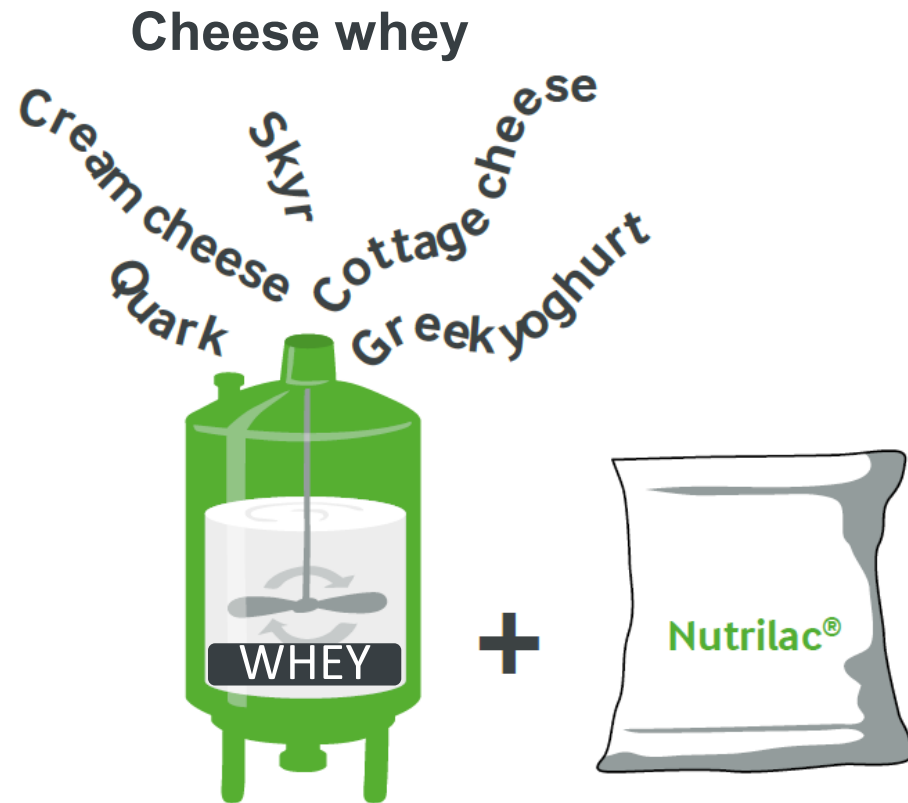 Cheese whey
Cream cheese
Skyr
Cottage cheese
Quark
Greek yoghurt
WHEY
+
Nutrilac®